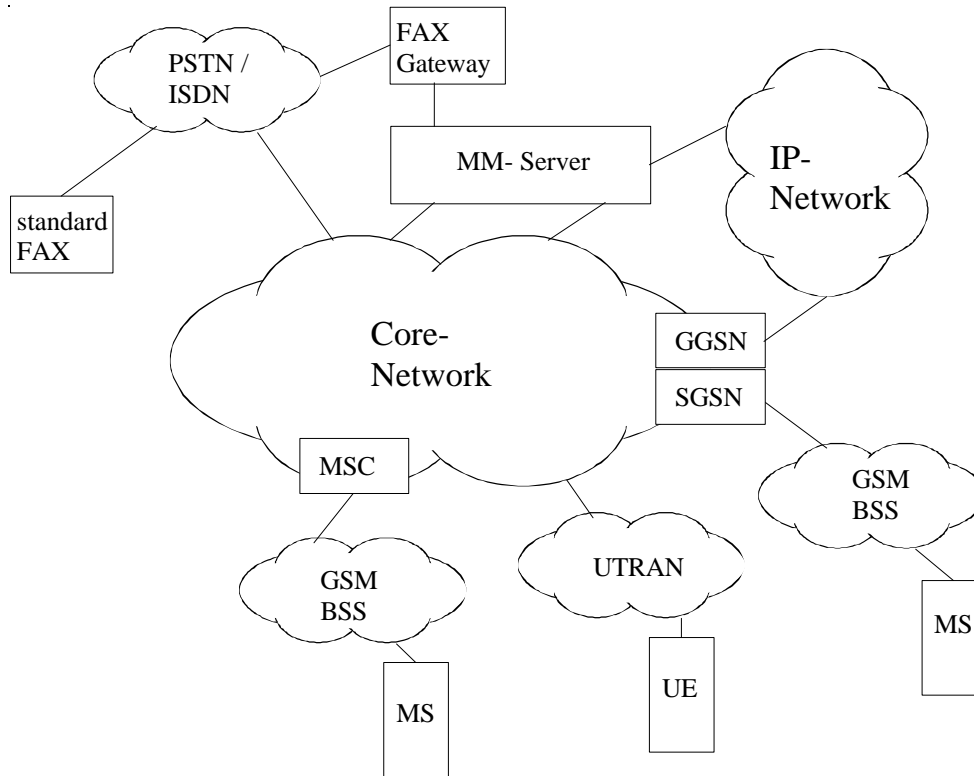 FAX
Gateway
PSTN /
ISDN
MM- Server
IP-
Network
standard
FAX
Core-
Network
GGSN
SGSN
MSC
GSM
BSS
GSM
BSS
UTRAN
MS
UE
MS